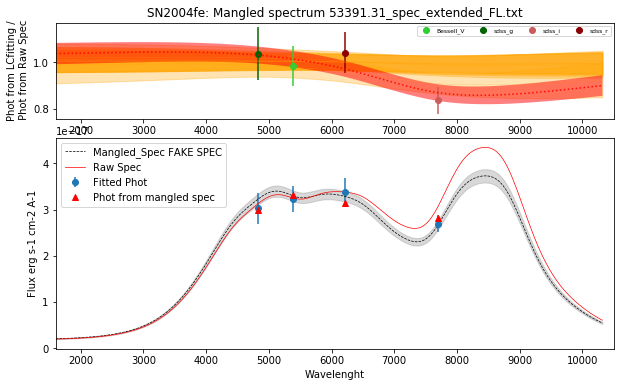 SN2004fe: Mangled spectrum 53391.31_spec_extended_FL.txt
Phot from LCfitting /
Phot from Raw Spec
1.0
0.8
Bessell_V
sdss_g
sdss_i
sdss_r
2000 3000 4000 5000 6000 7000 8000 9000 10000
1e-17
Flux erg s-1 cm-2 A-1
4
3
2
1
0
Mangled_Spec FAKE SPEC
Raw Spec
Fitted Phot
Phot from mangled spec
2000 3000 4000 5000 6000 7000 8000 9000 10000
Wavelenght